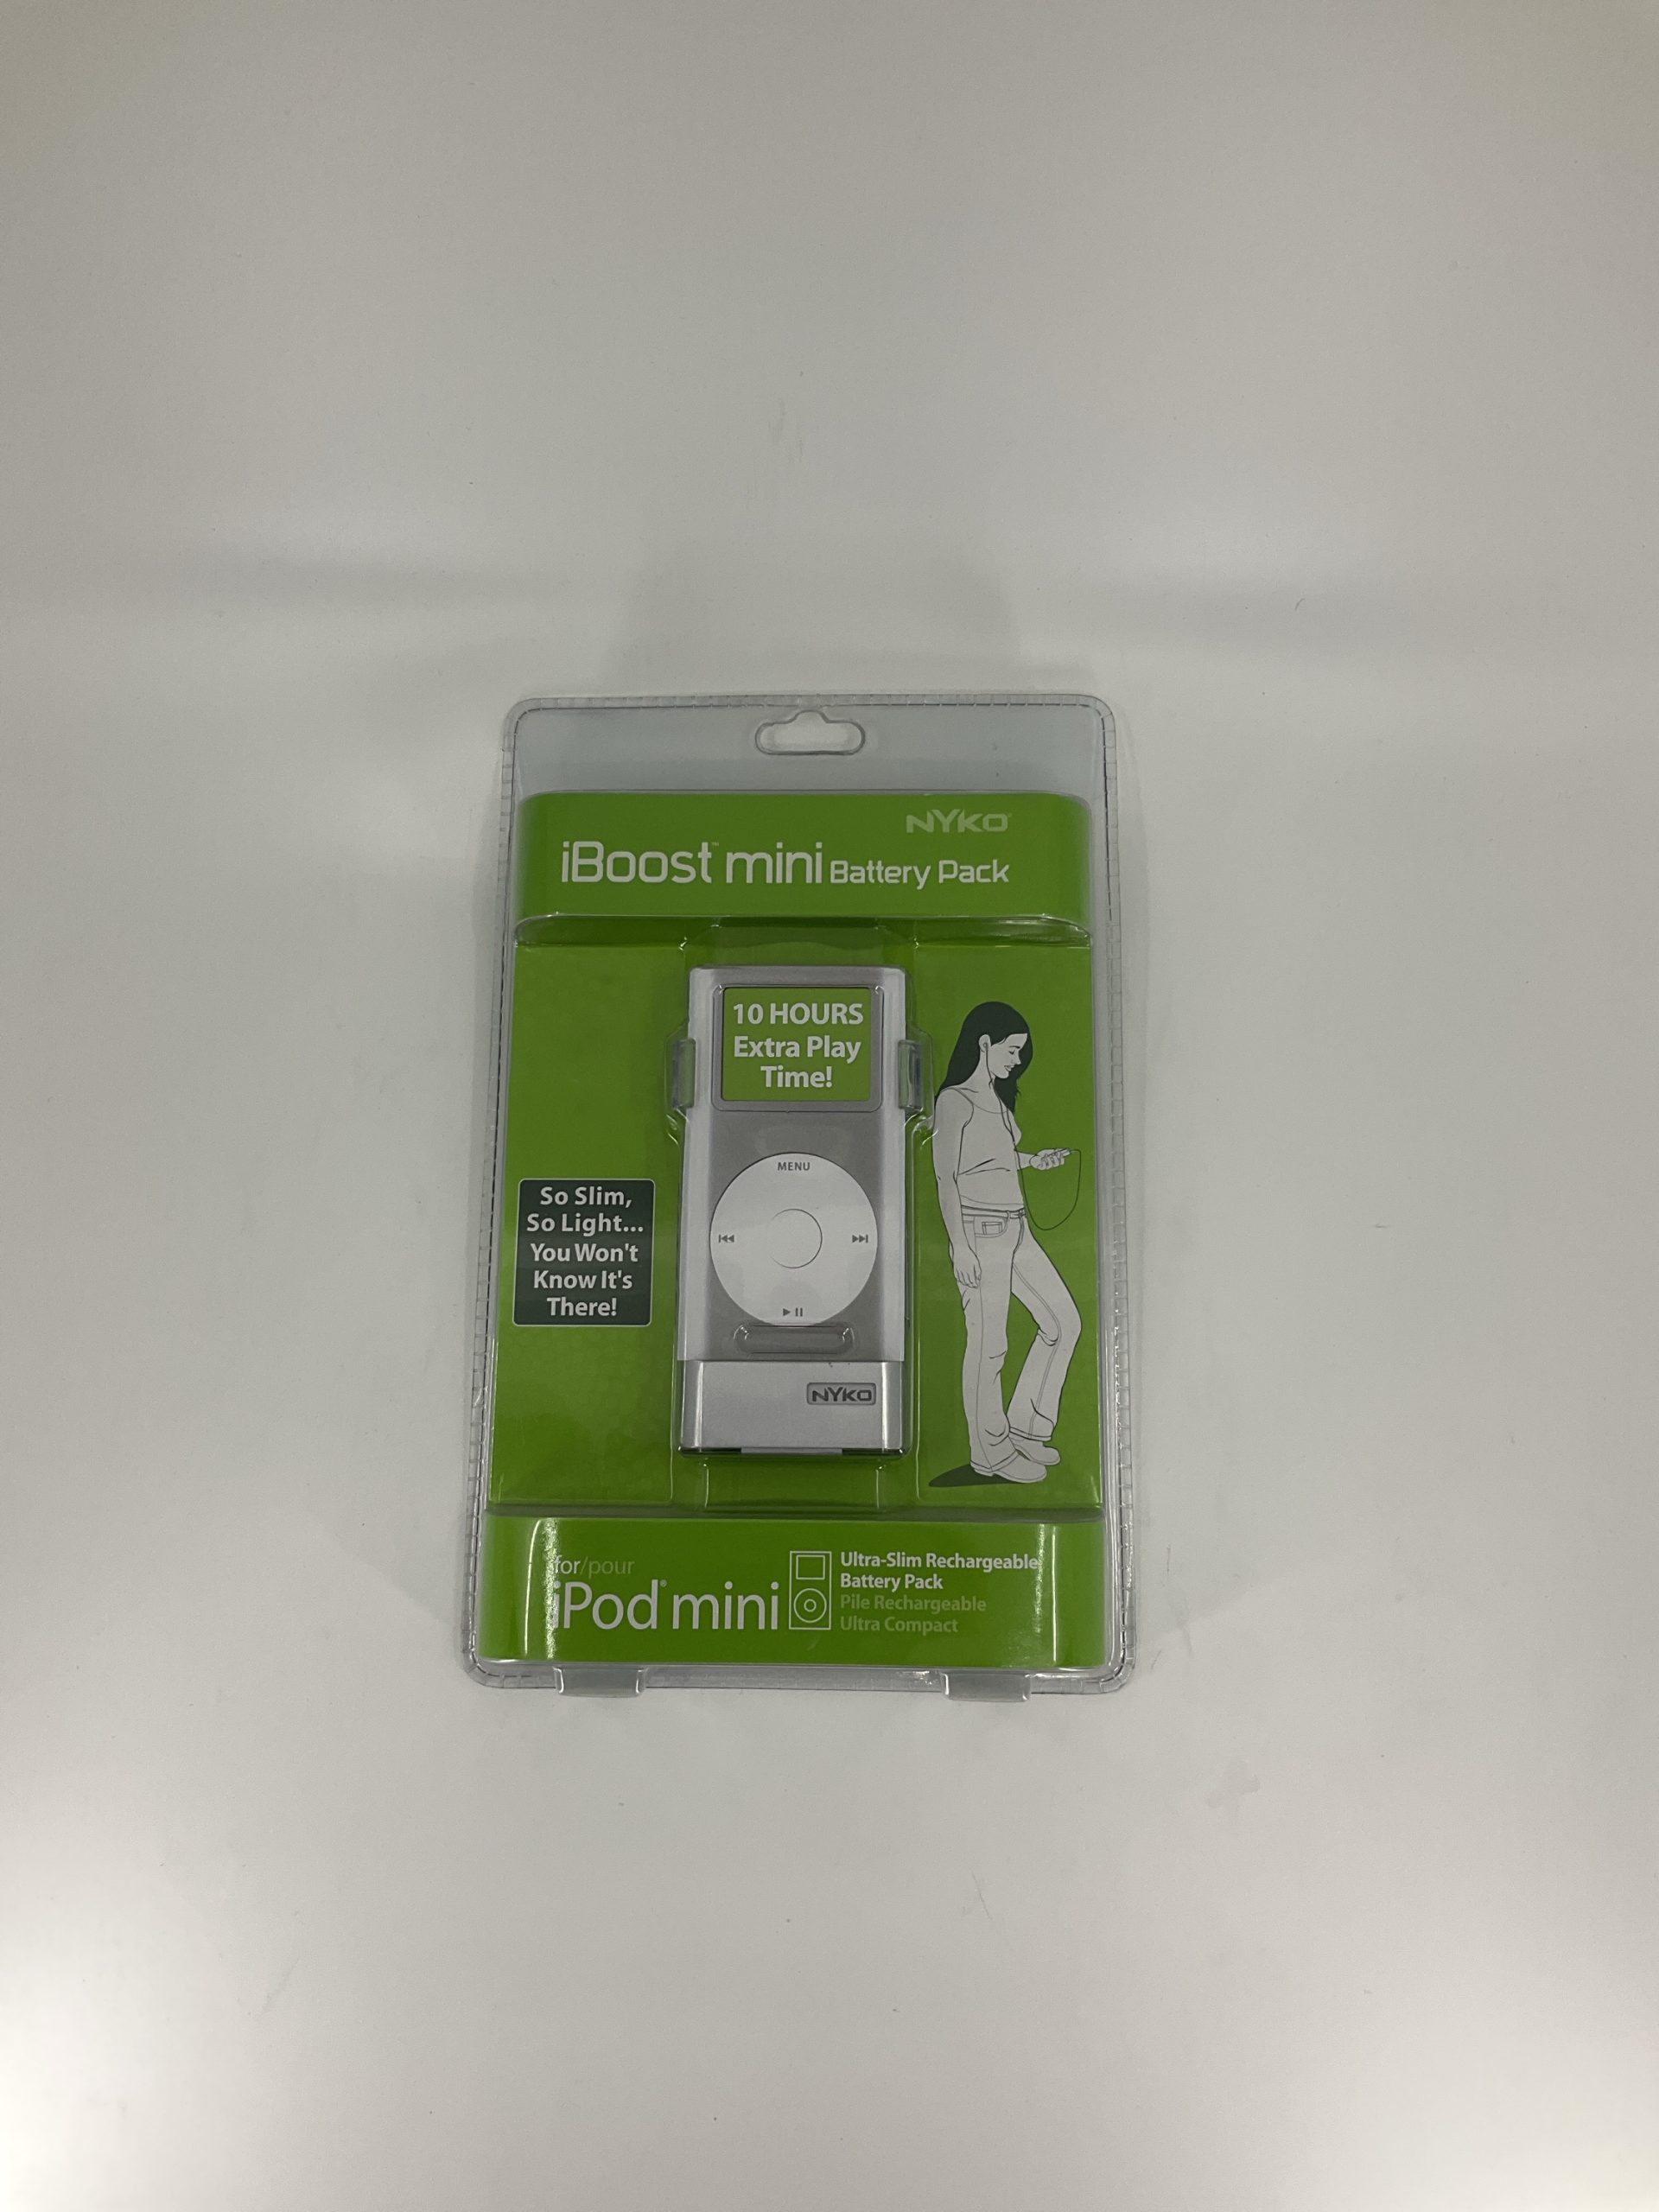 NYKO®
iBoost™ mini Battery Pack
10 HOURS
Extra Play
Time!
MENU
So Slim,
So Light...
You Won't
Know It's
There!
NYKO
for/pour
iPod® mini
Ultra-Slim Rechargeable
Battery Pack
Pile Rechargeable
Ultra Compact